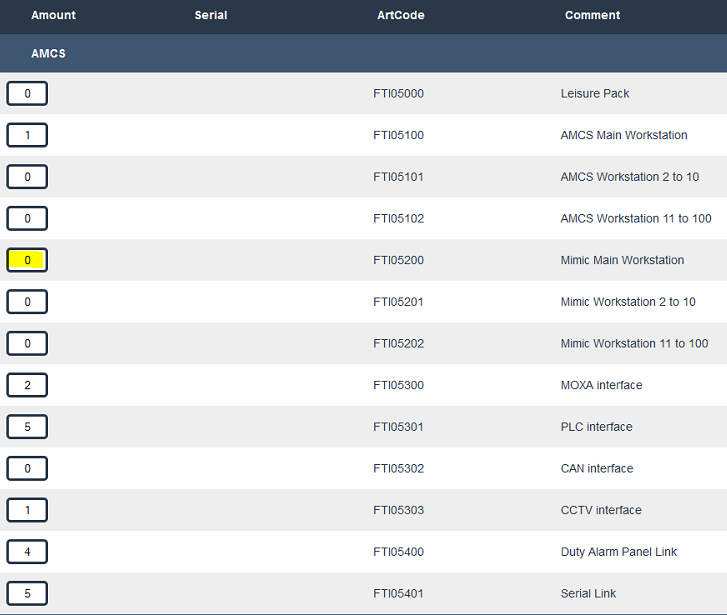 Amount Serial ArtCode Comment
AMCS
0 FTI05000 Leisure Pack
1 FTI05100 AMCS Main Workstation
0 FTI05101 AMCS Workstation 2 to 10
0 FTI05102 AMCS Workstation 11 to 100
0 FTI05200 Mimic Main Workstation
0 FTI05201 Mimic Workstation 2 to 10
0 FTI05202 Mimic Workstation 11 to 100
2 FTI05300 MOXA interface
5 FTI05301 PLC interface
0 FTI05302 CAN interface
1 FTI05303 CCTV interface
4 FTI05400 Duty Alarm Panel Link
5 FTI05401 Serial Link